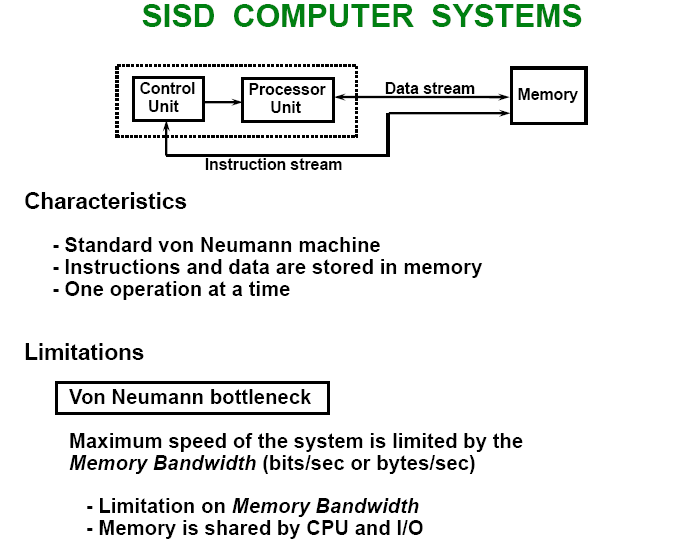 SISD COMPUTER SYSTEMS
Control
Unit
Processor
Unit
Data stream
Memory
Instruction stream
Characteristics
- Standard von Neumann machine
- Instructions and data are stored in memory
- One operation at a time
Limitations
Von Neumann bottleneck
Maximum speed of the system is limited by the
Memory Bandwidth (bits/sec or bytes/sec)
- Limitation on Memory Bandwidth
- Memory is shared by CPU and I/O